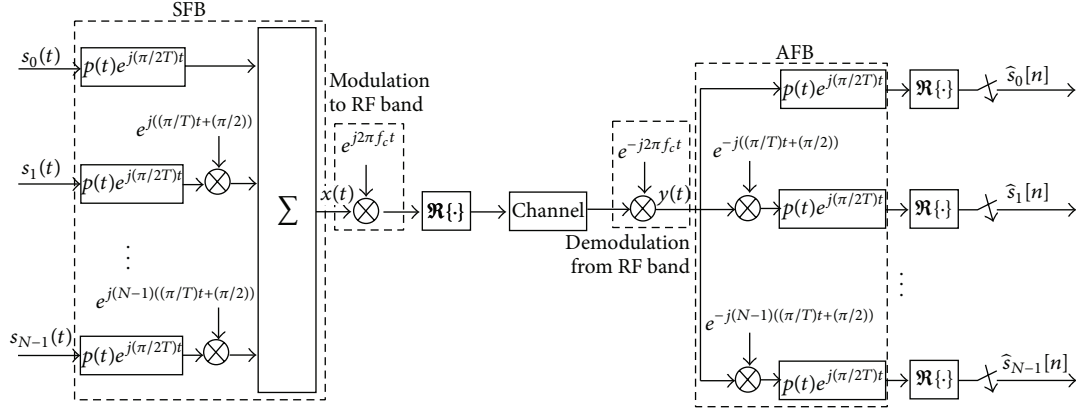 SFB
s_0(t)
p(t)e^{j(π/2T)t}
e^{j((π/T)t+(π/2))}
s_1(t)
p(t)e^{j(π/2T)t}
⋮
e^{j(N−1)((π/T)t+(π/2))}
s_{N−1}(t)
p(t)e^{j(π/2T)t}
∑
Modulation
to RF band
e^{j2πf_c t}
x(t)
ℜ{·}
Channel
e^{−j2πf_c t}
y(t)
Demodulation
from RF band
AFB
p(t)e^{j(π/2T)t}
ℜ{·}
ŝ_0[n]
e^{−j((π/T)t+(π/2))}
p(t)e^{j(π/2T)t}
ℜ{·}
ŝ_1[n]
⋮
e^{−j(N−1)((π/T)t+(π/2))}
p(t)e^{j(π/2T)t}
ℜ{·}
ŝ_{N−1}[n]